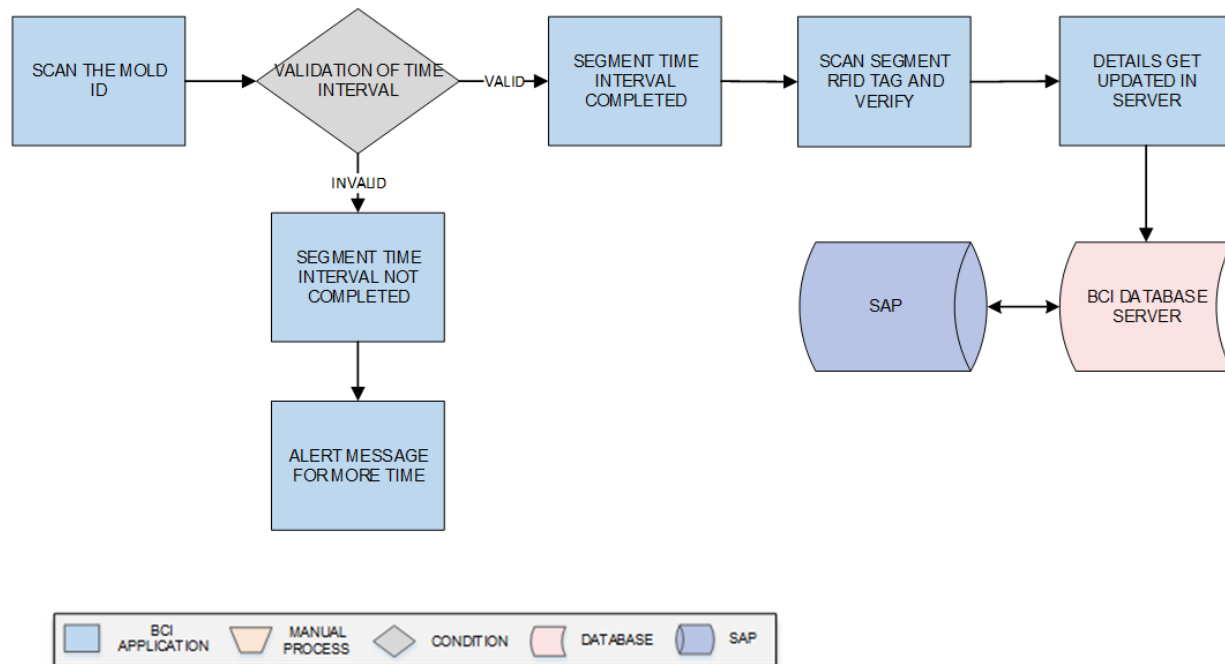 SCAN THE MOLD
ID
VALIDATION OF TIME
INTERVAL
VALID
SEGMENT TIME
INTERVAL
COMPLETED
SCAN SEGMENT
RFID TAG AND
VERIFY
DETAILS GET
UPDATED IN
SERVER
INVALID
SEGMENT TIME
INTERVAL NOT
COMPLETED
SAP
BCI DATABASE
SERVER
ALERT MESSAGE
FOR MORE TIME
BCI
APPLICATION
MANUAL
PROCESS
CONDITION
DATABASE
SAP